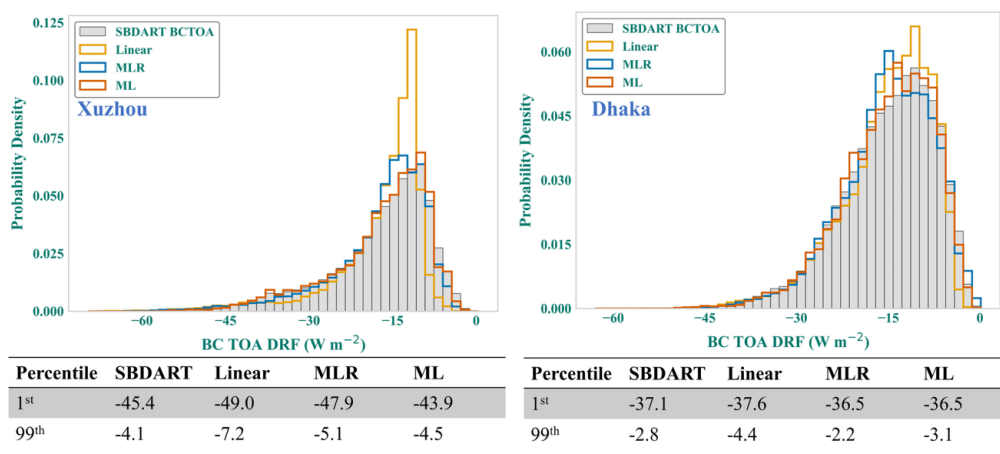 0.125
0.100
0.075
0.050
0.025
0.000
Probability Density
SBDART BCTOA
Linear
MLR
ML
Xuzhou
−60 −45 −30 −15 0
BC TOA DRF (W m⁻²)
Percentile SBDART Linear MLR ML
1st -45.4 -49.0 -47.9 -43.9
99th -4.1 -7.2 -5.1 -4.5
0.060
0.045
0.030
0.015
0.000
Probability Density
SBDART BCTOA
Linear
MLR
ML
Dhaka
−60 −45 −30 −15 0
BC TOA DRF (W m⁻²)
Percentile SBDART Linear MLR ML
1st -37.1 -37.6 -36.5 -36.5
99th -2.8 -4.4 -2.2 -3.1